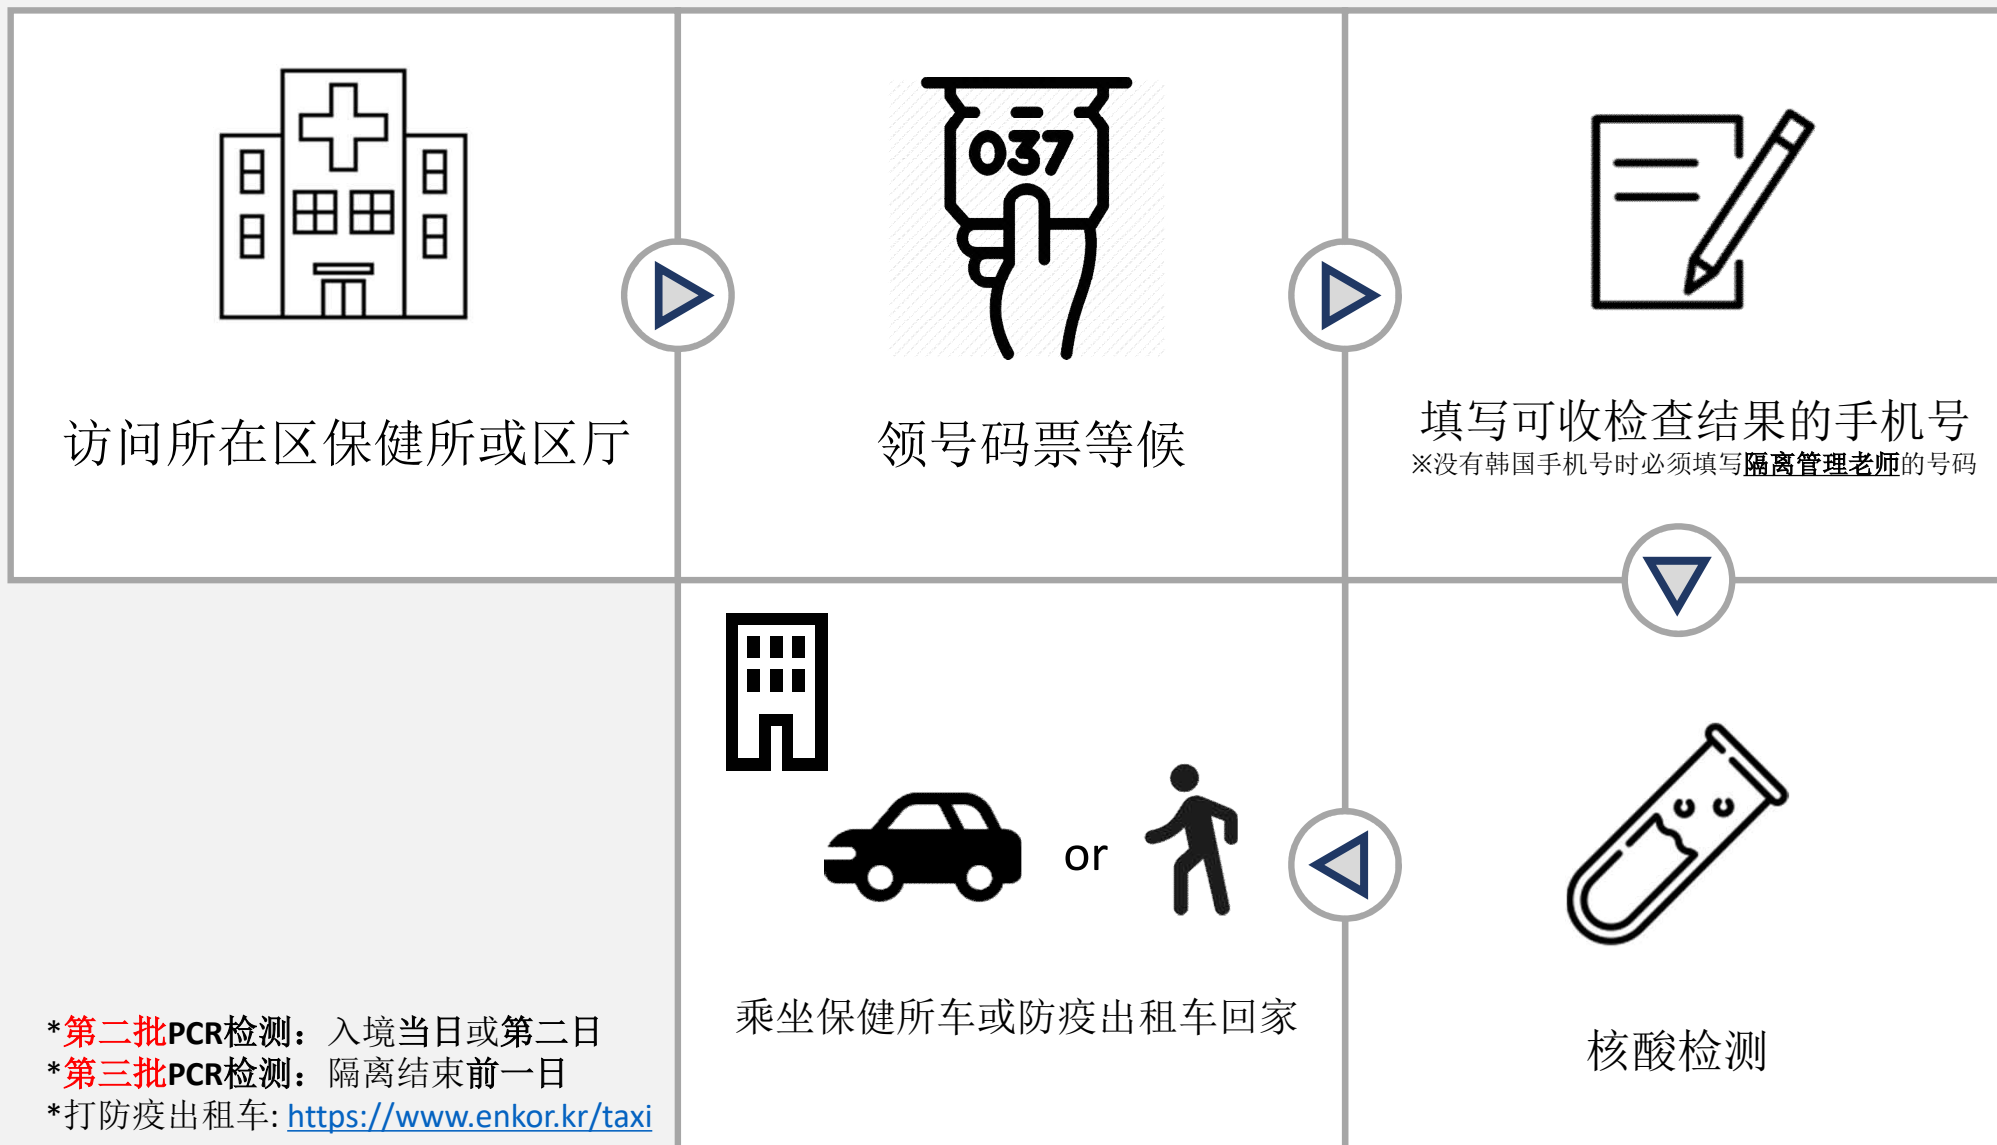 037
访问所在区保健所或区厅
领号码票等候
填写可收检查结果的手机号
※没有韩国手机号时必须填写隔离管理老师的号码
核酸检测
or
乘坐保健所车或防疫出租车回家
*第二批PCR检测：入境当日或第二日
*第三批PCR检测：隔离结束前一日
*打防疫出租车: https://www.enkor.kr/taxi